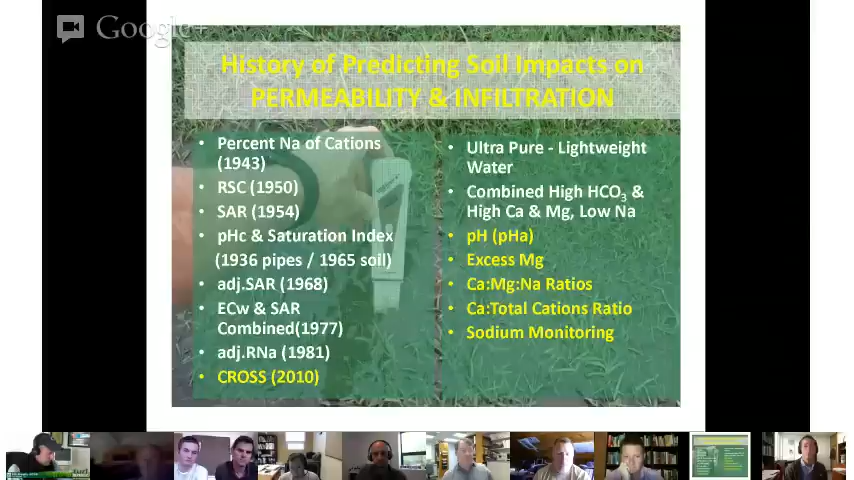 Google+
History of Predicting Soil Impacts on
PERMEABILITY & INFILTRATION
• Percent Na of Cations
(1943)
• RSC (1950)
• SAR (1954)
• pHc & Saturation Index
(1936 pipes / 1965 soil)
• adj.SAR (1968)
• ECw & SAR
Combined(1977)
• adj.RNa (1981)
• CROSS (2010)
• Ultra Pure - Lightweight
Water
• Combined High HCO₃ &
High Ca & Mg, Low Na
• pH (pHa)
• Excess Mg
• Ca:Mg:Na Ratios
• Ca:Total Cations Ratio
• Sodium Monitoring